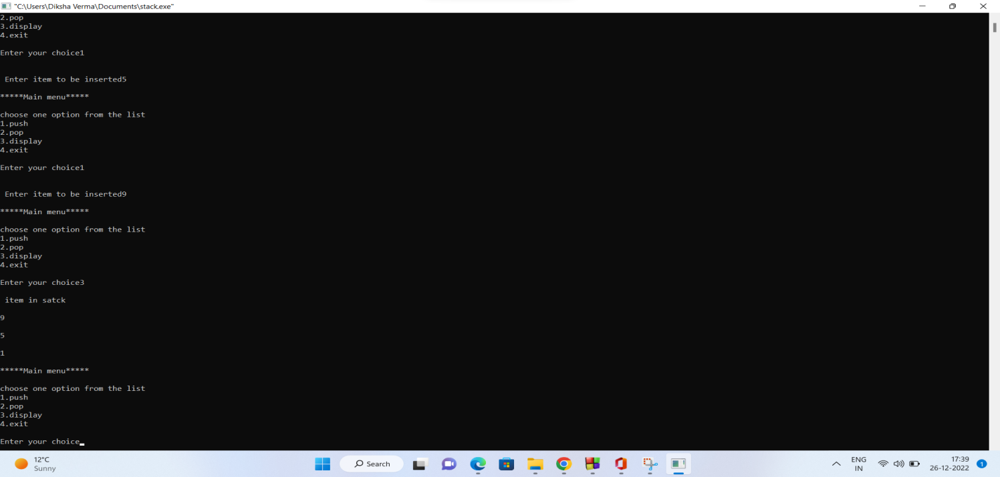 "C:\Users\Diksha Verma\Documents\stack.exe"
2.pop
3.display
4.exit
Enter your choice1
Enter item to be inserted5
*****Main menu*****
choose one option from the list
1.push
2.pop
3.display
4.exit
Enter your choice1
Enter item to be inserted9
*****Main menu*****
choose one option from the list
1.push
2.pop
3.display
4.exit
Enter your choice3
item in satck
9
5
1
*****Main menu*****
choose one option from the list
1.push
2.pop
3.display
4.exit
Enter your choice
12°C
Sunny
Search
ENG
IN
17:39
26-12-2022
1